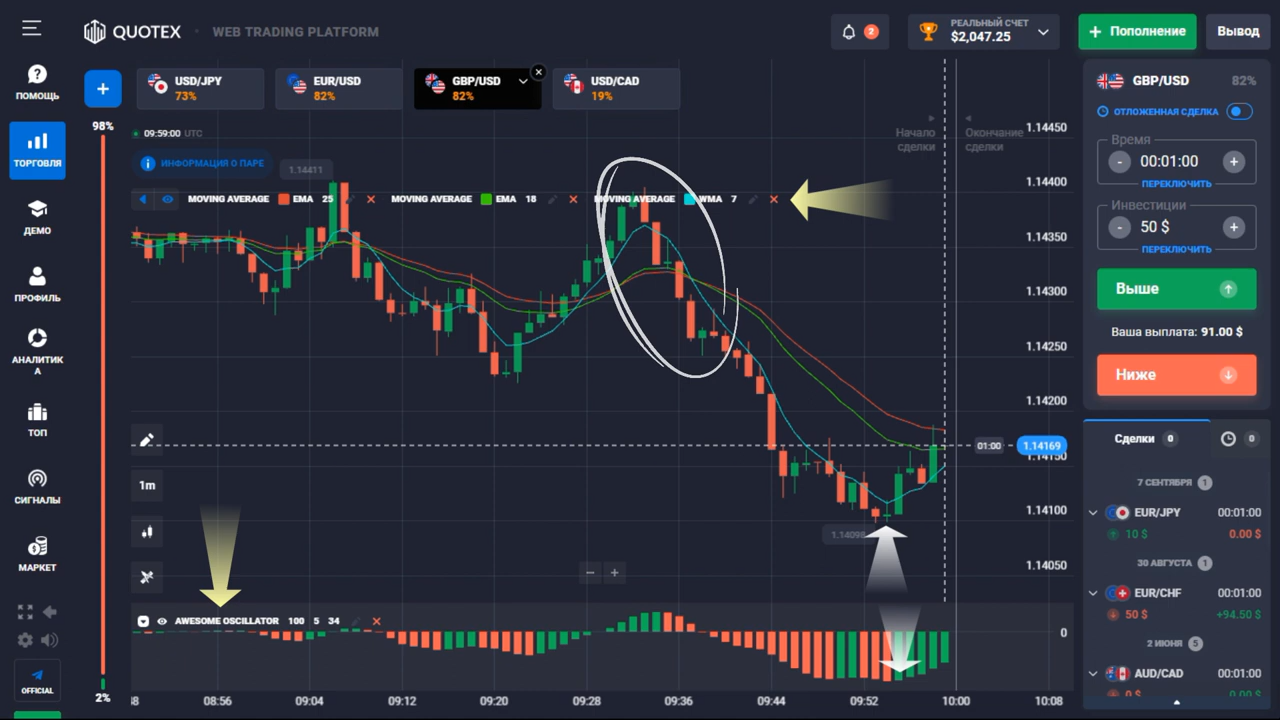 QUOTEX
WEB TRADING PLATFORM
2
РЕАЛЬНЫЙ СЧЕТ
$2,047.25
+ Пополнение
Вывод
ПОМОЩЬ
ТОРГОВЛЯ
ДЕМО
ПРОФИЛЬ
АНАЛИТИК
А
ТОП
СИГНАЛЫ
МАРКЕТ
OFFICIAL
98%
2%
+
USD/JPY
73%
EUR/USD
82%
GBP/USD
82%
USD/CAD
19%
09:59:00 UTC
ИНФОРМАЦИЯ О ПАРЕ
1.14411
Начало
сделки
Окончание
сделки
MOVING AVERAGE EMA 25
MOVING AVERAGE EMA 18
MOVING AVERAGE WMA 7
1.14450
1.14400
1.14350
1.14300
1.14250
1.14200
01:00
1.14169
1.14150
1.14100
1.14050
1m
1.14098
− +
AWESOME OSCILLATOR 100 5 34
0
08:56 09:04 09:12 09:20 09:28 09:36 09:44 09:52 10:00 10:08
GBP/USD 82%
ОТЛОЖЕННАЯ СДЕЛКА
Время
- 00:01:00 +
ПЕРЕКЛЮЧИТЬ
Инвестиции
- 50 $ +
ПЕРЕКЛЮЧИТЬ
Выше
Ваша выплата: 91.00 $
Ниже
Сделки 0
0
7 СЕНТЯБРЯ 1
EUR/JPY 00:01:00
10 $ 0.00 $
30 АВГУСТА 1
EUR/CHF 00:01:00
50 $ +94.50 $
2 ИЮНЯ 5
AUD/CAD 00:01:00